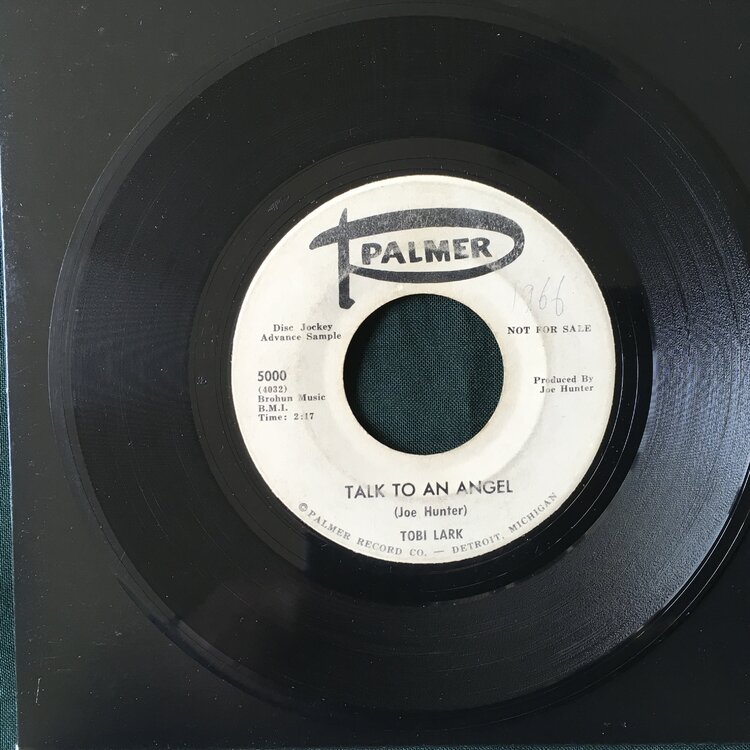 PALMER
1966
Disc Jockey
Advance Sample
NOT FOR SALE
5000
(4032)
Brohun Music
B.M.I.
Time: 2:17
Produced By
Joe Hunter
TALK TO AN ANGEL
(Joe Hunter)
TOBI LARK
©PALMER RECORD CO. — DETROIT, MICHIGAN